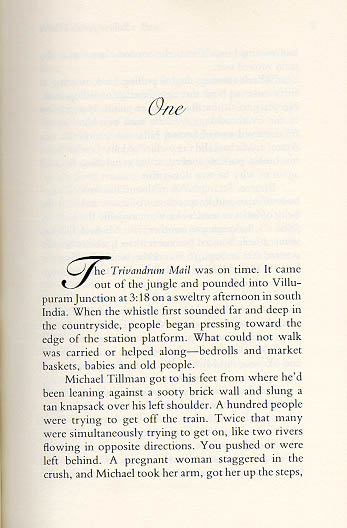 One
The Trivandrum Mail was on time. It came
out of the jungle and pounded into Villu-
puram Junction at 3:18 on a sweltry afternoon in south
India. When the whistle first sounded far and deep in
the countryside, people began pressing toward the
edge of the station platform. What could not walk
was carried or helped along—bedrolls and market
baskets, babies and old people.
Michael Tillman got to his feet from where he'd
been leaning against a sooty brick wall and slung a
tan knapsack over his left shoulder. A hundred people
were trying to get off the train. Twice that many
were simultaneously trying to get on, like two rivers
flowing in opposite directions. You pushed or were
left behind. A pregnant woman staggered in the
crush, and Michael took her arm, got her up the steps,